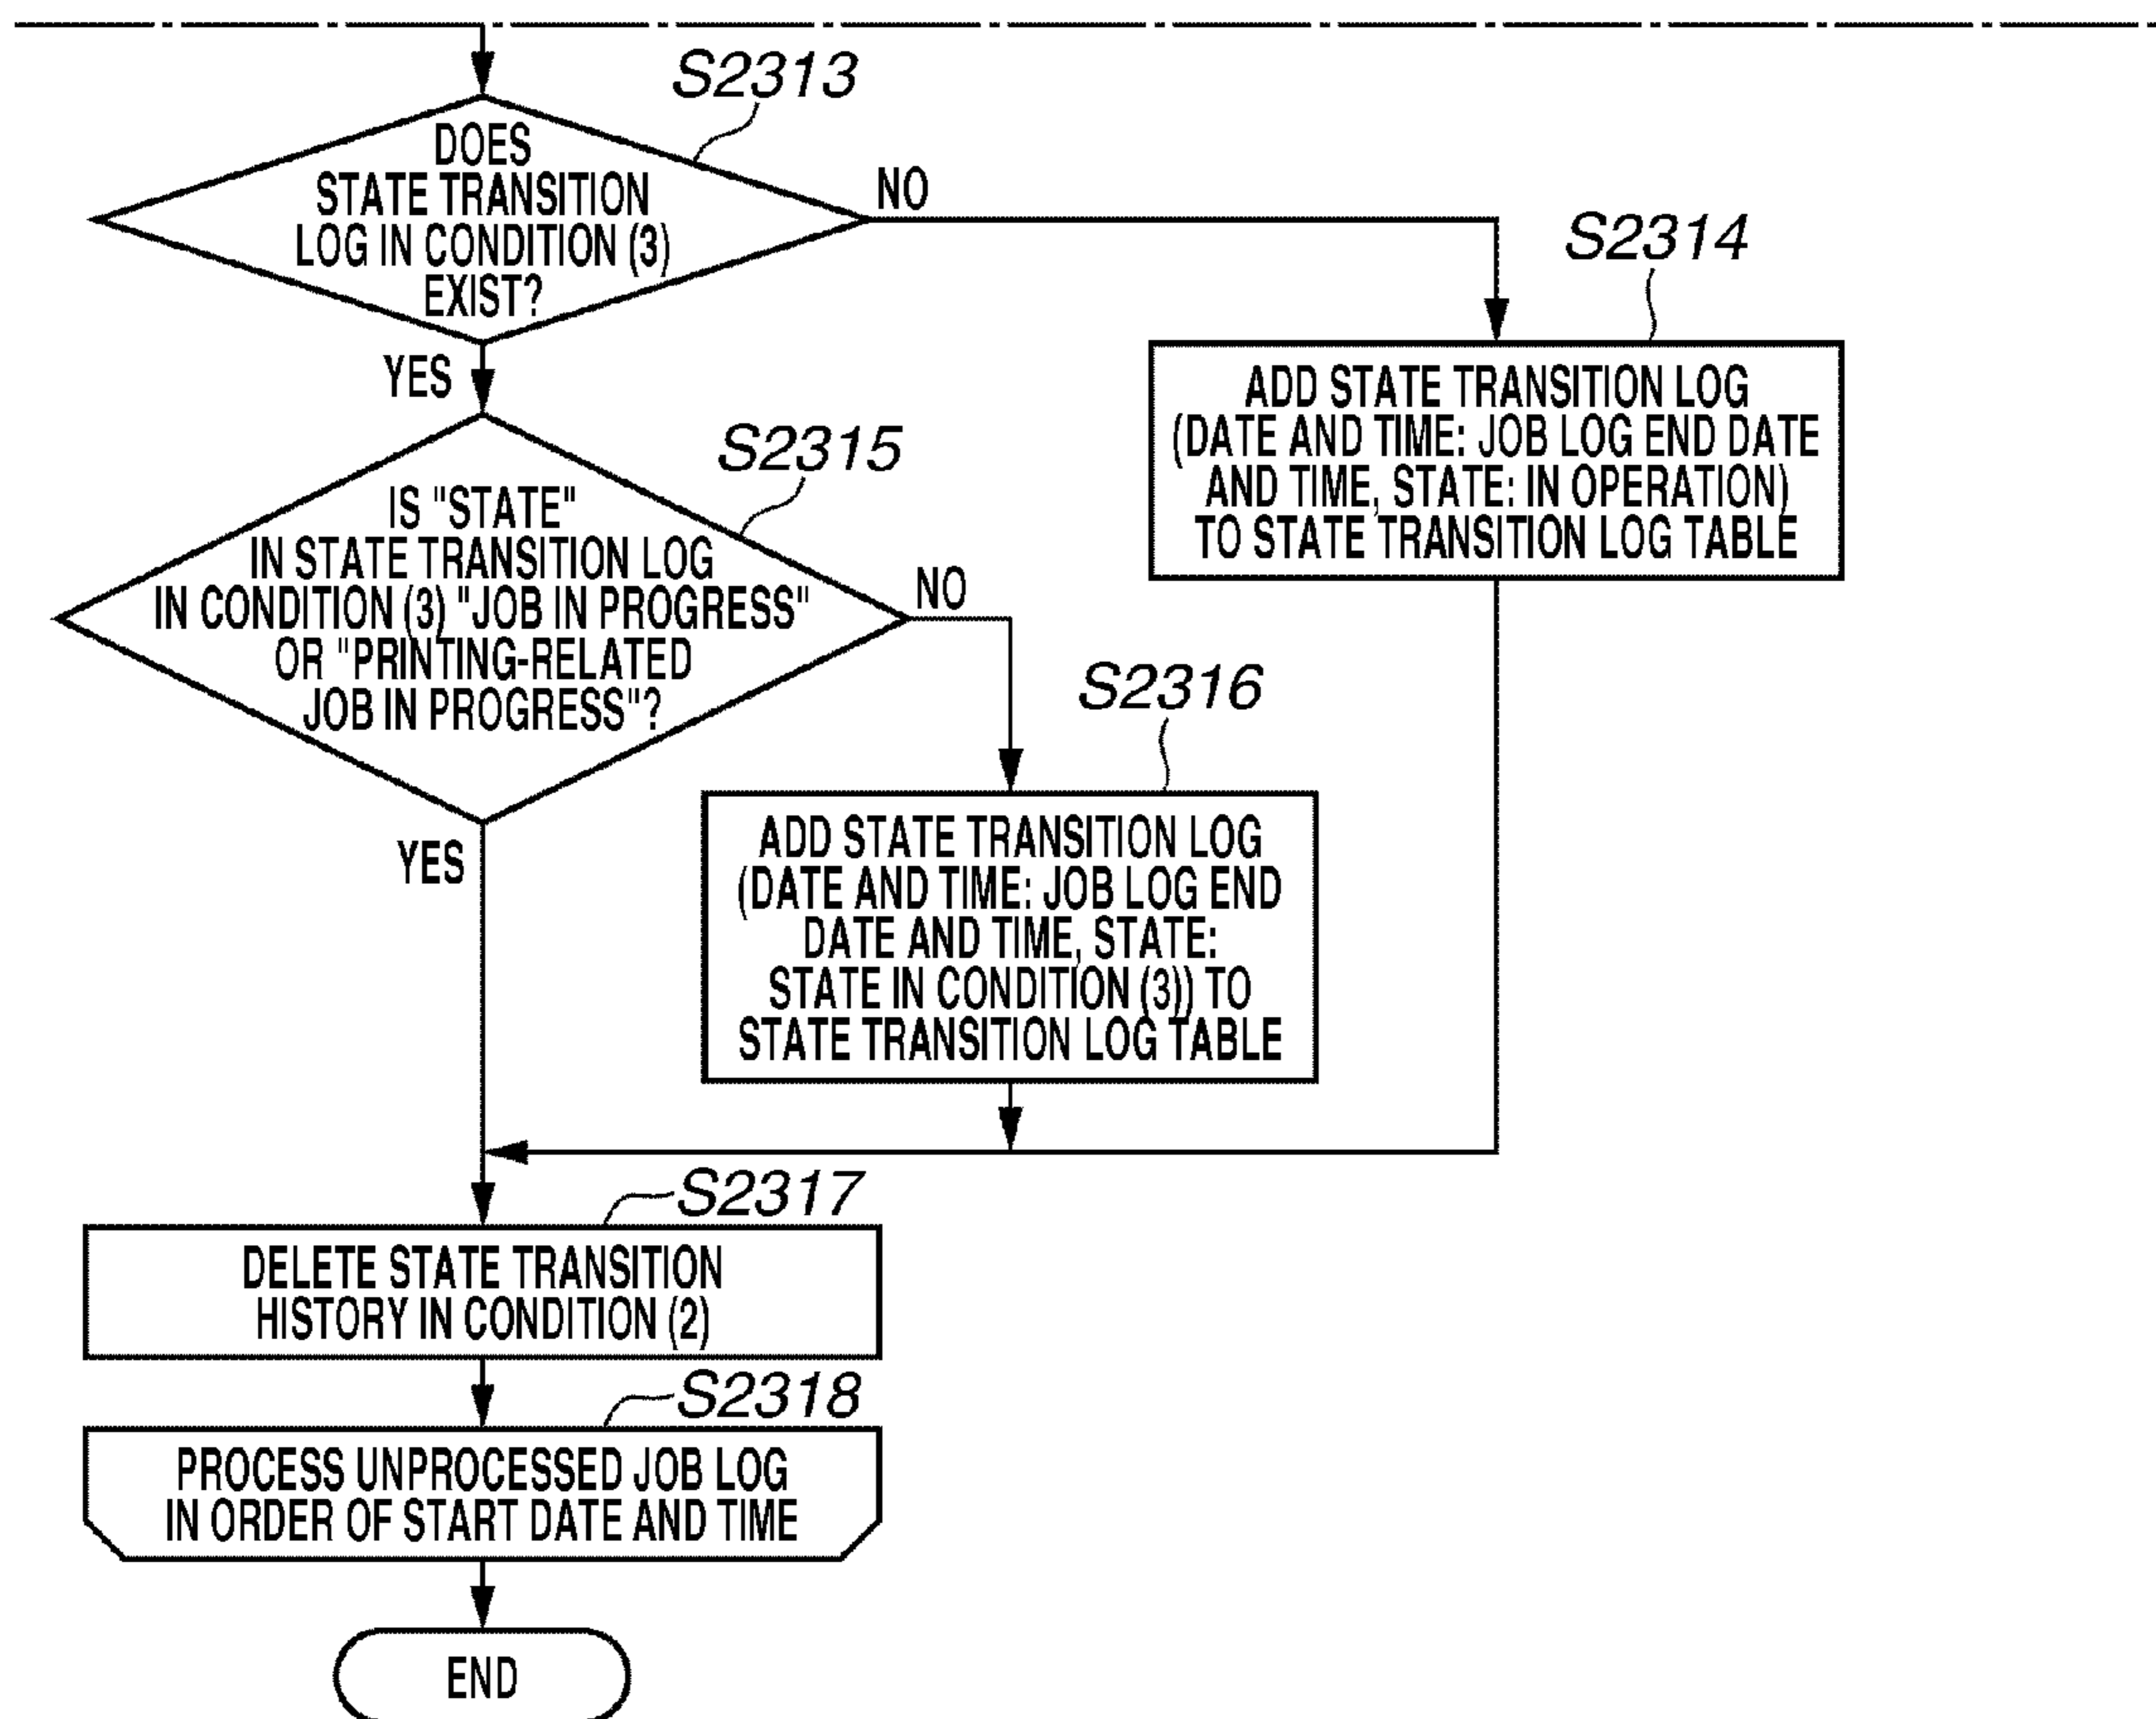 S2313
DOES
STATE TRANSITION
LOG IN CONDITION (3)
EXIST?
NO
YES
S2314
ADD STATE TRANSITION LOG
(DATE AND TIME: JOB LOG END DATE
AND TIME, STATE: IN OPERATION)
TO STATE TRANSITION LOG TABLE
S2315
IS "STATE"
IN STATE TRANSITION LOG
IN CONDITION (3) "JOB IN PROGRESS"
OR "PRINTING-RELATED
JOB IN PROGRESS"?
NO
YES
S2316
ADD STATE TRANSITION LOG
(DATE AND TIME: JOB LOG END
DATE AND TIME, STATE:
STATE IN CONDITION (3)) TO
STATE TRANSITION LOG TABLE
S2317
DELETE STATE TRANSITION
HISTORY IN CONDITION (2)
S2318
PROCESS UNPROCESSED JOB LOG
IN ORDER OF START DATE AND TIME
END